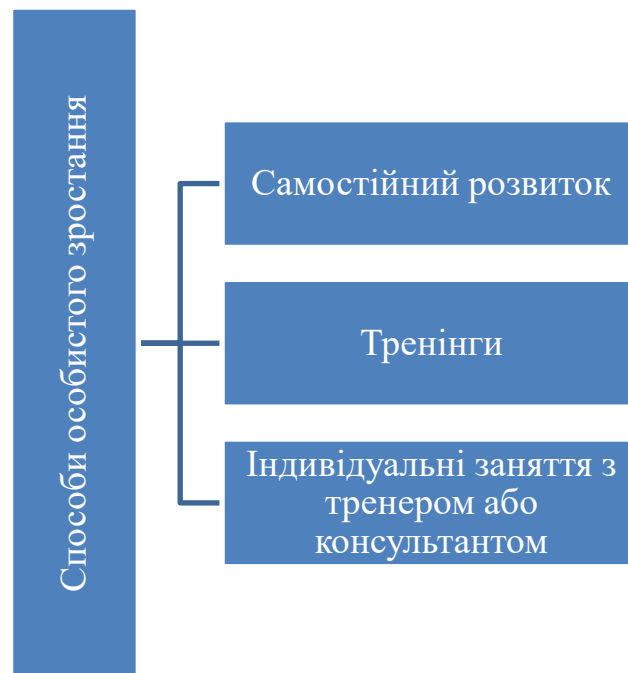 Способи особистого зростання
Самостійний розвиток
Тренінги
Індивідуальні заняття з
тренером або
консультантом